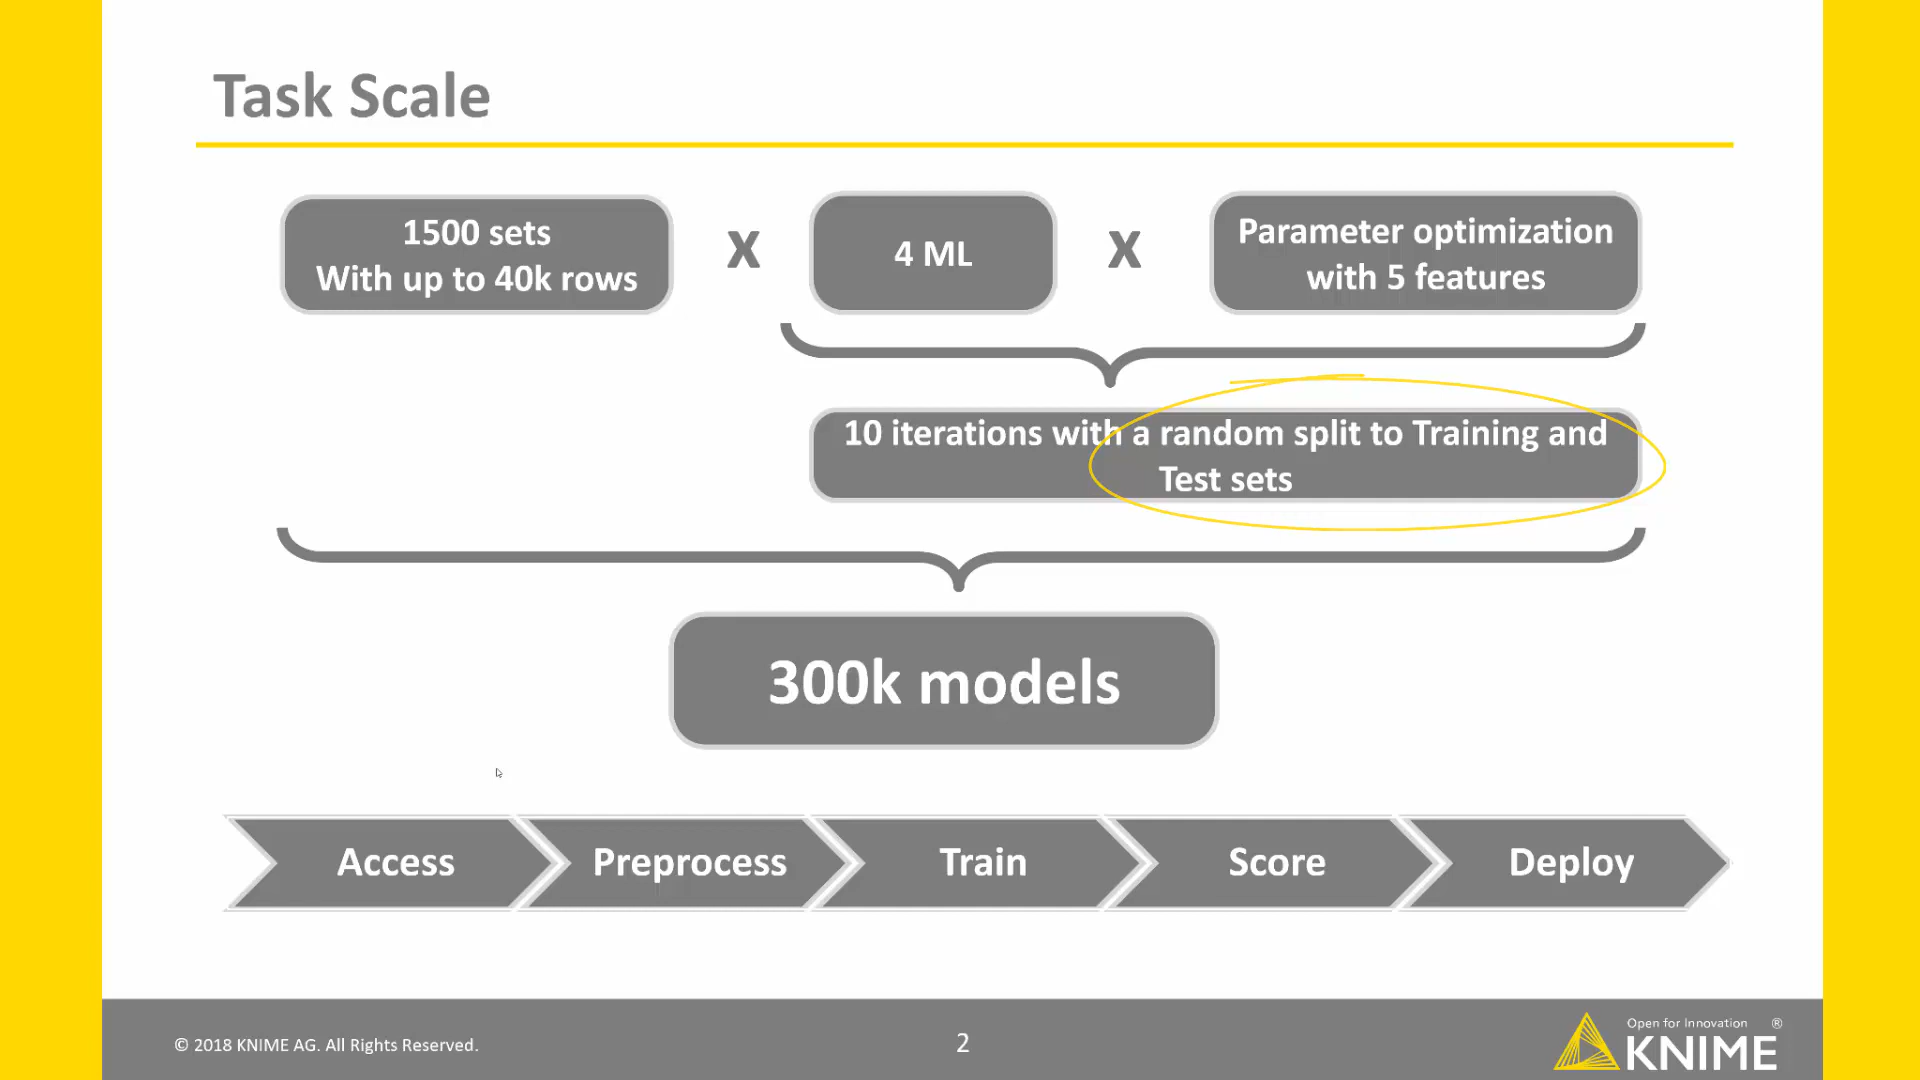 Task Scale
1500 sets
With up to 40k rows
X
4 ML
X
Parameter optimization
with 5 features
10 iterations with a random split to Training and
Test sets
300k models
Access
Preprocess
Train
Score
Deploy
© 2018 KNIME AG. All Rights Reserved.
2
Open for Innovation ®
KNIME